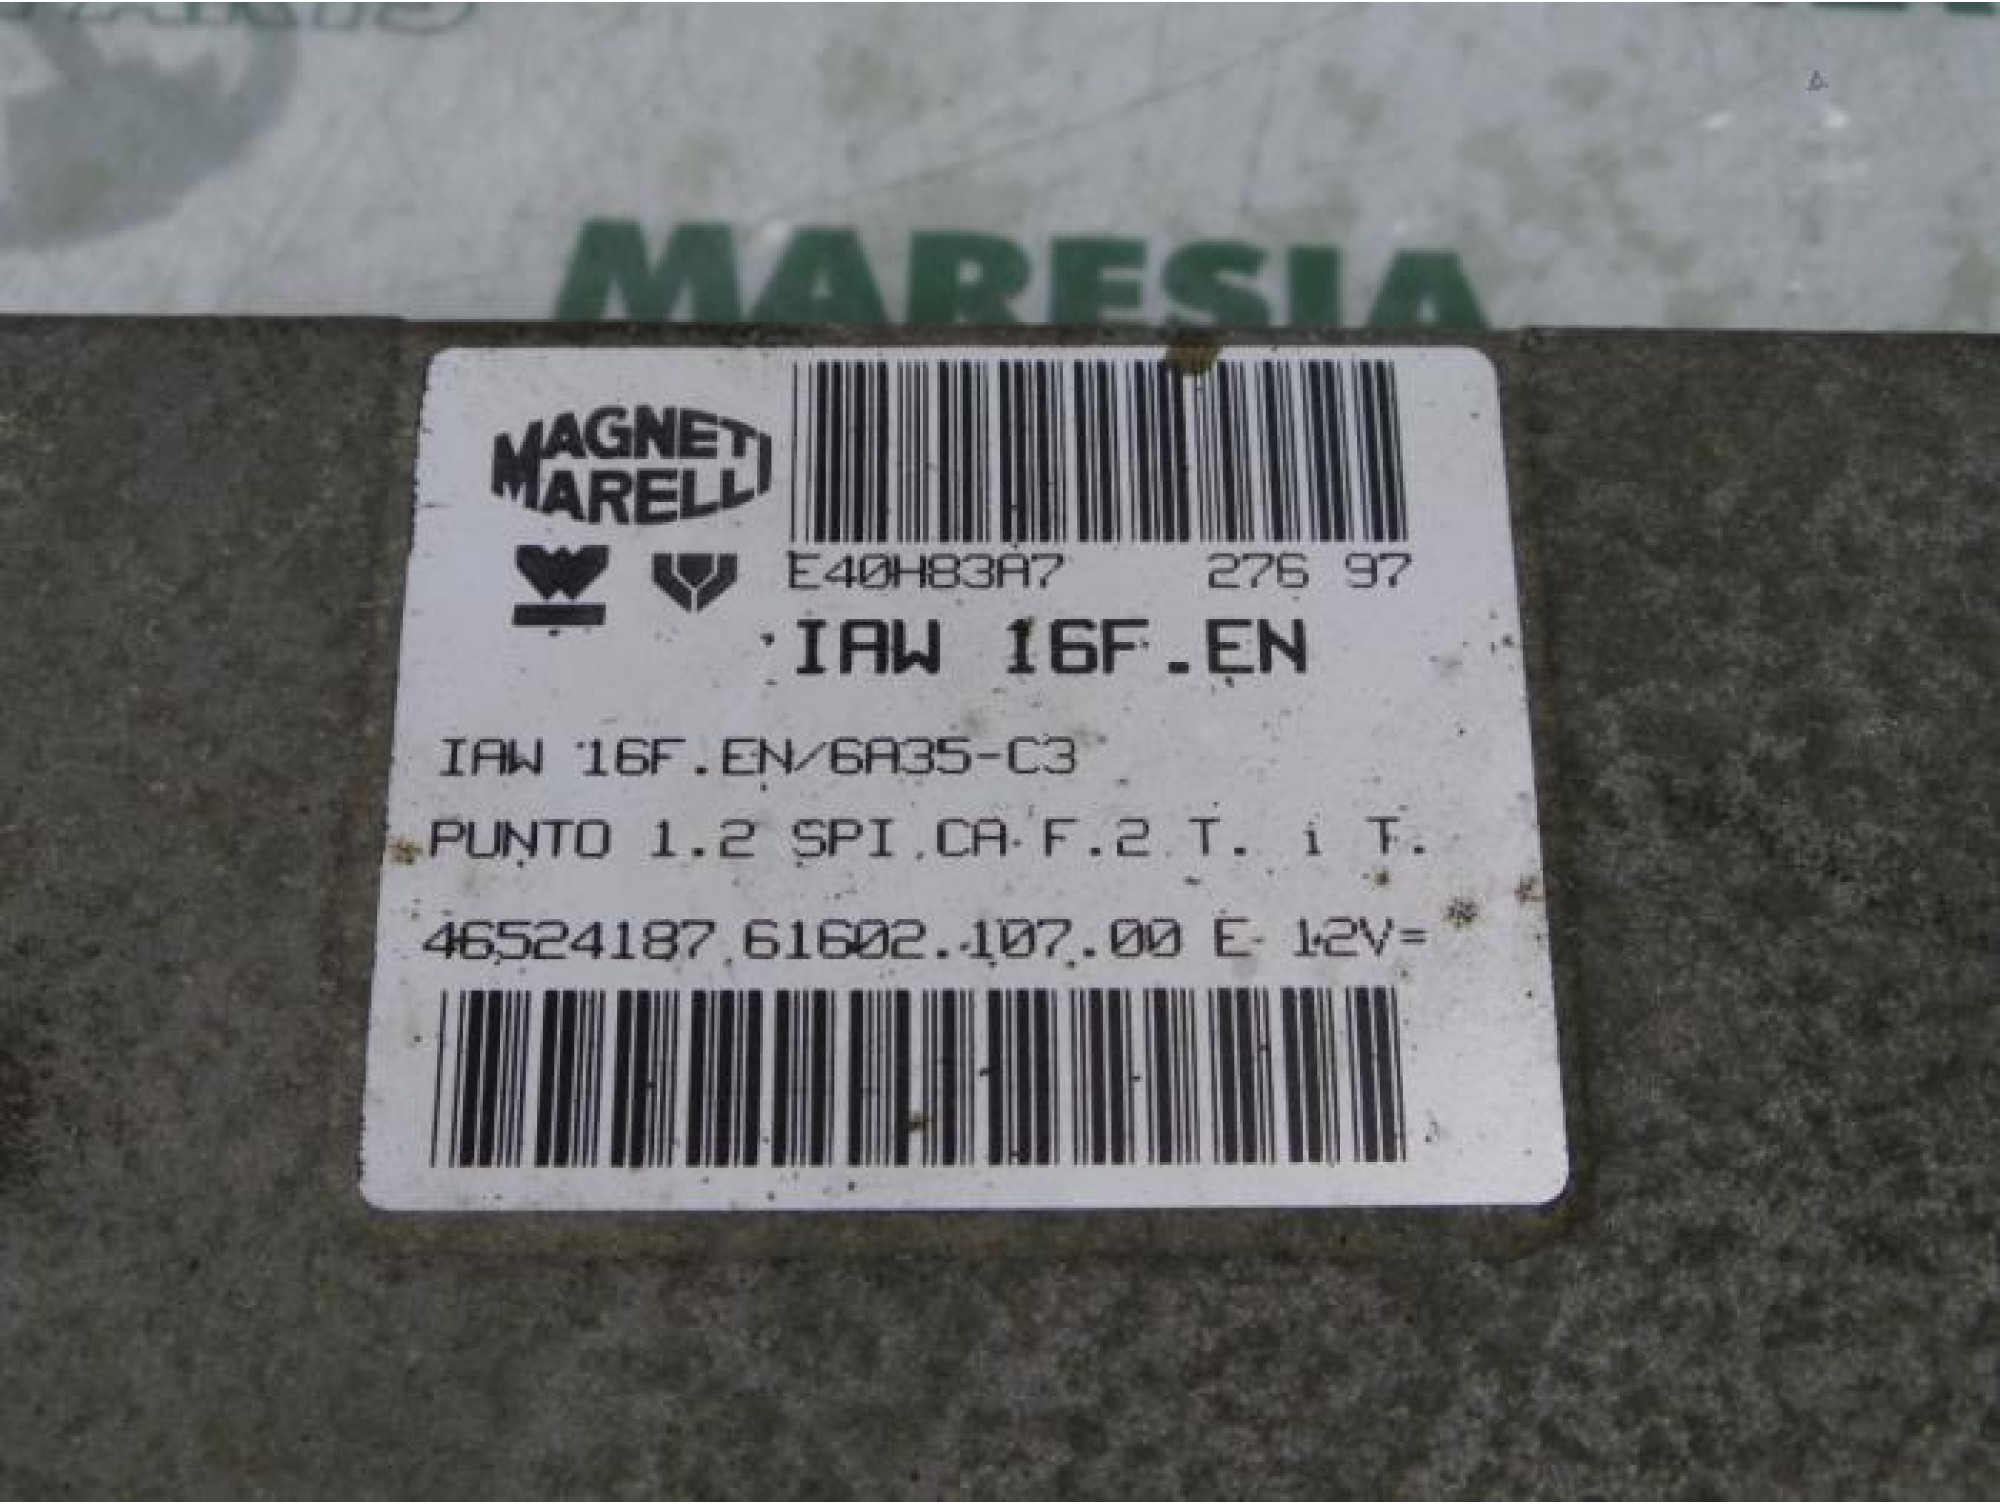 MARESIA
MAGNETI
MARELLI
E40H83A7 276 97
IAW 16F.EN
IAW 16F.EN/6A35-C3
PUNTO 1.2 SPI CA F.2 T. i T.
46524187 61602.107.00 E 12V=